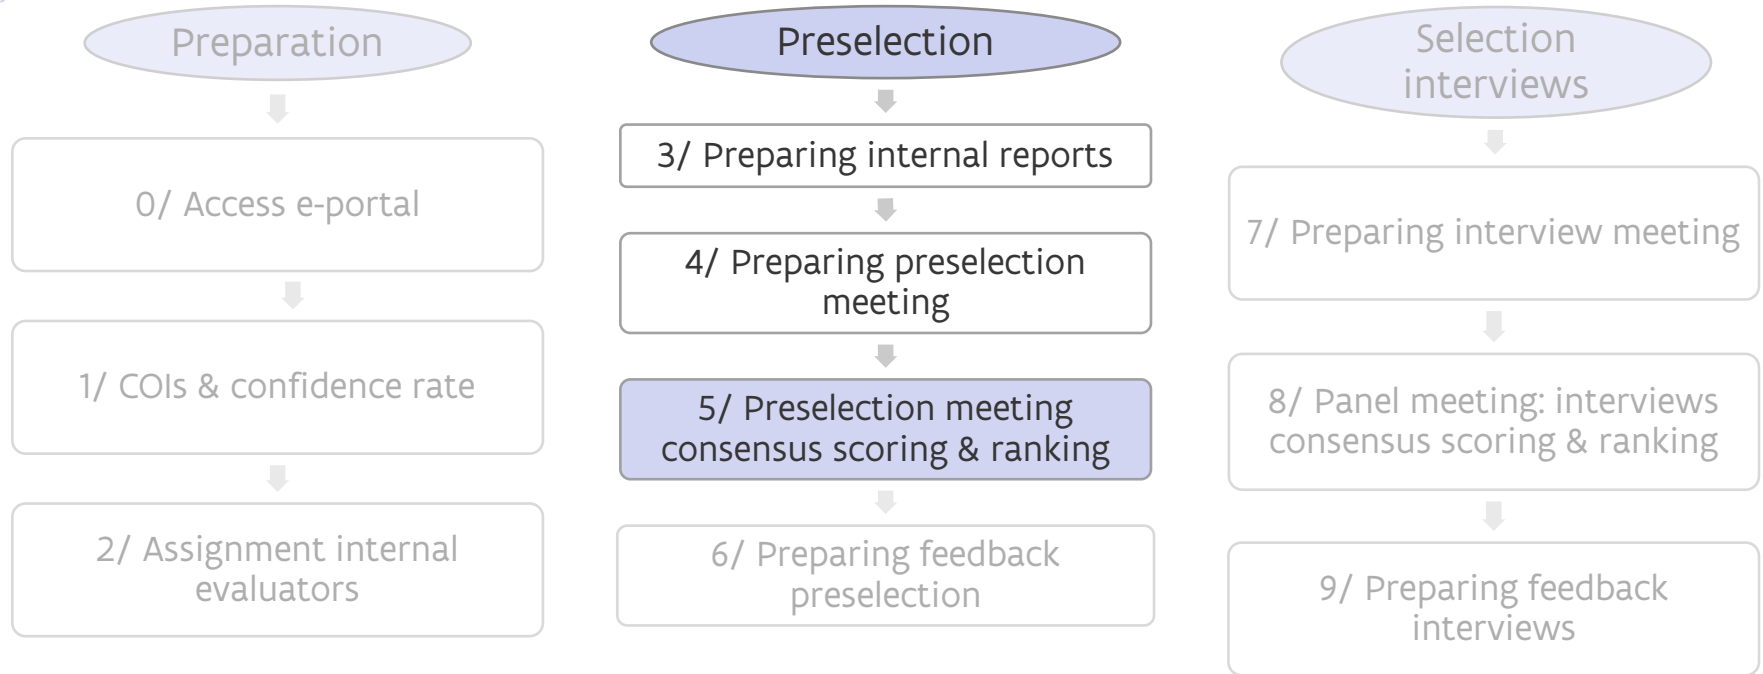 Preparation
0/ Access e-portal
1/ COIs & confidence rate
2/ Assignment internal
evaluators
Preselection
3/ Preparing internal reports
4/ Preparing preselection
meeting
5/ Preselection meeting
consensus scoring & ranking
6/ Preparing feedback
preselection
Selection
interviews
7/ Preparing interview meeting
8/ Panel meeting: interviews
consensus scoring & ranking
9/ Preparing feedback
interviews